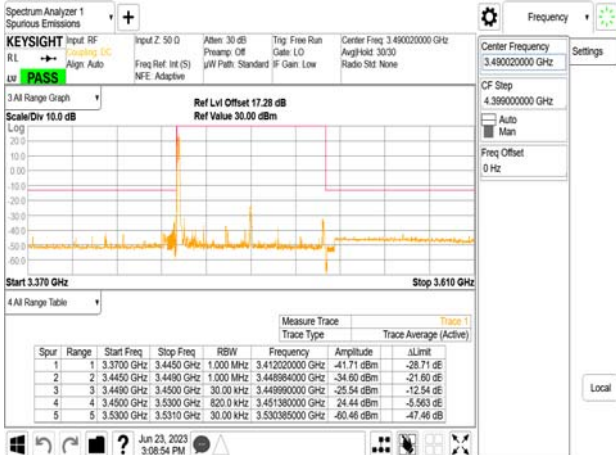 Spectrum Analyzer 1
Spurious Emissions
Frequency
KEYSIGHT Input: RF Input Z: 50 Ω Atten: 30 dB Trig: Free Run Center Freq: 3.490020000 GHz
RL Coupling: DC Preamp: Off Gate: LO Avg|Hold: 30/30
Align: Auto Freq Ref: Int (S) µW Path: Standard IF Gain: Low Radio Std: None
NFE: Adaptive
LV PASS
Center Frequency
3.490020000 GHz
Settings
CF Step
4.399000000 GHz
Auto
Man
Freq Offset
0 Hz
3 All Range Graph
Ref Lvl Offset 17.28 dB
Scale/Div 10.0 dB Ref Value 30.00 dBm
Log
20.0
10.0
0.00
-10.0
-20.0
-30.0
-40.0
-50.0
-60.0
Start 3.370 GHz Stop 3.610 GHz
4 All Range Table
Measure Trace Trace 1
Trace Type Trace Average (Active)
Spur Range Start Freq Stop Freq RBW Frequency Amplitude ΔLimit
1 1 3.3700 GHz 3.4450 GHz 1.000 MHz 3.412020000 GHz -41.71 dBm -28.71 dE
2 2 3.4450 GHz 3.4490 GHz 1.000 MHz 3.448984000 GHz -34.60 dBm -21.60 dE
3 3 3.4490 GHz 3.4500 GHz 30.00 kHz 3.449990000 GHz -25.54 dBm -12.54 dE
4 4 3.4500 GHz 3.5300 GHz 820.0 kHz 3.451380000 GHz 24.44 dBm -5.563 dE
5 5 3.5300 GHz 3.5310 GHz 30.00 kHz 3.530385000 GHz -60.46 dBm -47.46 dB
Local
Jun 23, 2023
3:08:54 PM